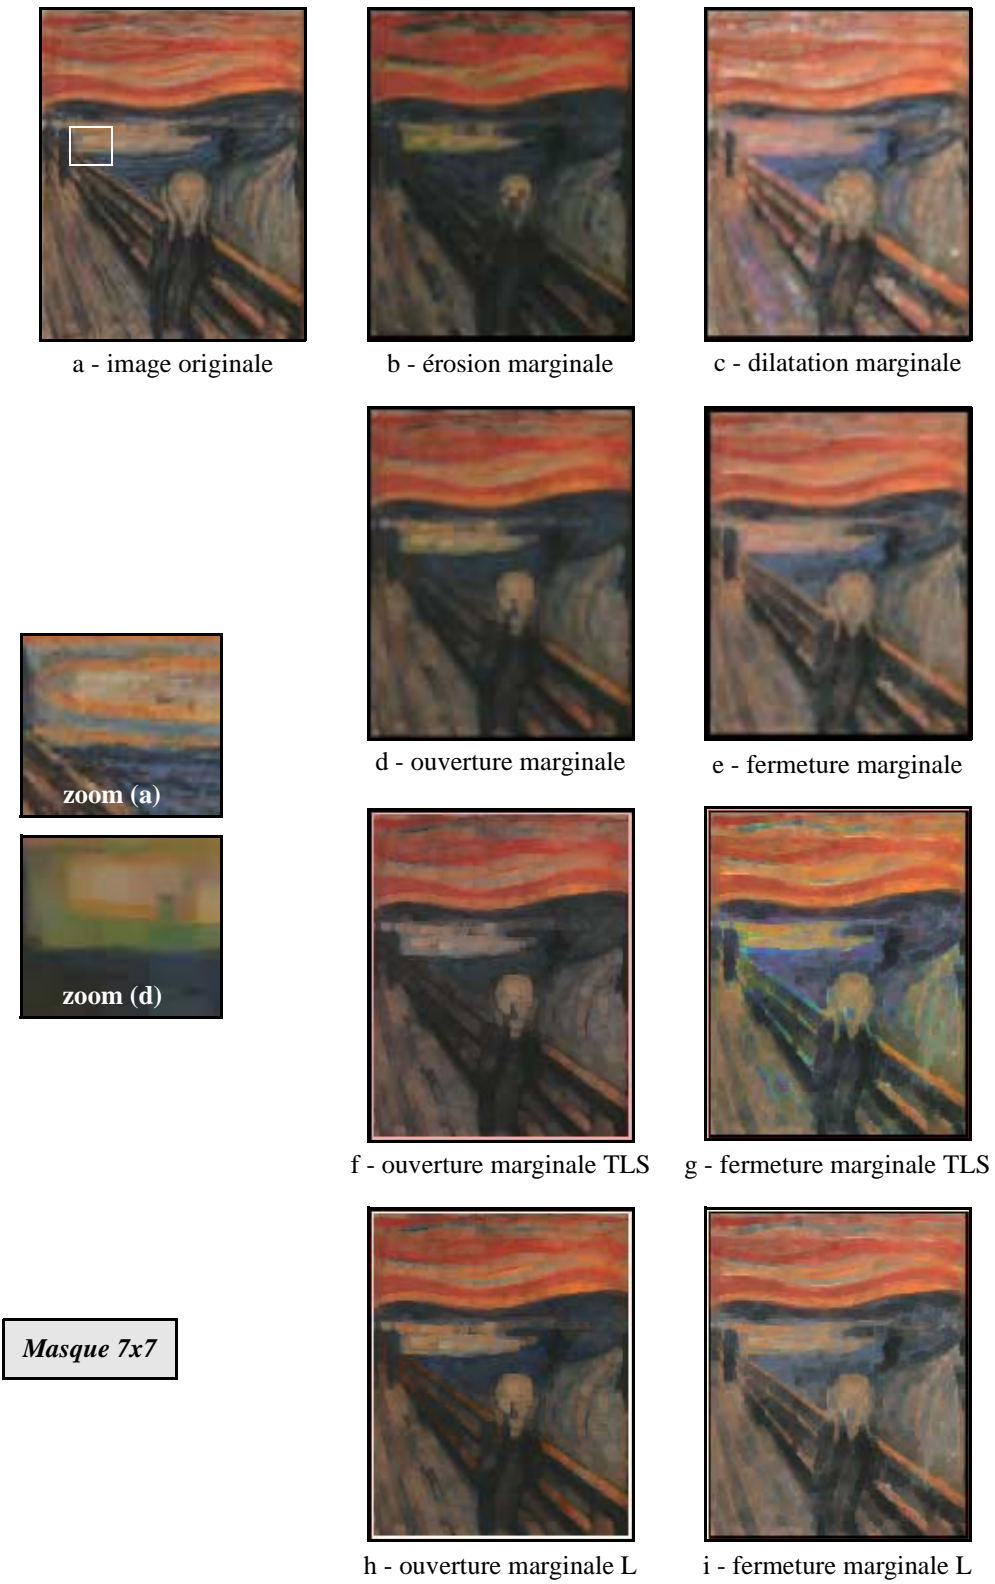 a - image originale
b - érosion marginale
c - dilatation marginale
d - ouverture marginale
e - fermeture marginale
zoom (a)
zoom (d)
f - ouverture marginale TLS
g - fermeture marginale TLS
Masque 7x7
h - ouverture marginale L
i - fermeture marginale L